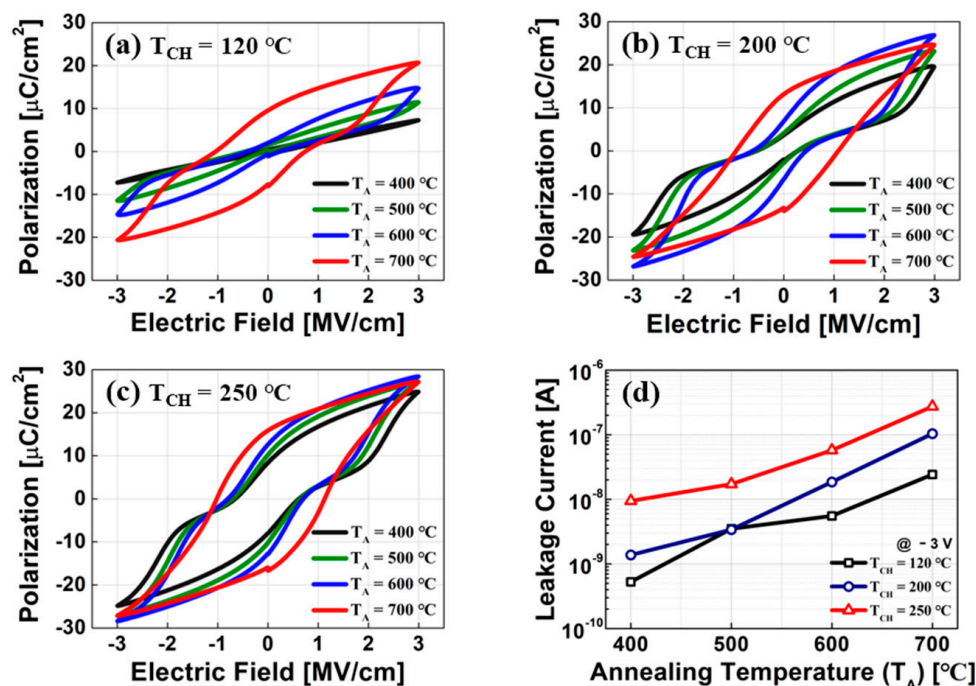 (a) T_CH = 120 °C
Polarization [μC/cm²]
30
20
10
0
-10
-20
-30
T_A = 400 °C
T_A = 500 °C
T_A = 600 °C
T_A = 700 °C
-3 -2 -1 0 1 2 3
Electric Field [MV/cm]
(b) T_CH = 200 °C
Polarization [μC/cm²]
30
20
10
0
-10
-20
-30
T_A = 400 °C
T_A = 500 °C
T_A = 600 °C
T_A = 700 °C
-3 -2 -1 0 1 2 3
Electric Field [MV/cm]
(c) T_CH = 250 °C
Polarization [μC/cm²]
30
20
10
0
-10
-20
-30
T_A = 400 °C
T_A = 500 °C
T_A = 600 °C
T_A = 700 °C
-3 -2 -1 0 1 2 3
Electric Field [MV/cm]
(d)
Leakage Current [A]
10⁻⁶
10⁻⁷
10⁻⁸
10⁻⁹
10⁻¹⁰
@ - 3 V
T_CH = 120 °C
T_CH = 200 °C
T_CH = 250 °C
400 500 600 700
Annealing Temperature (T_A) [°C]